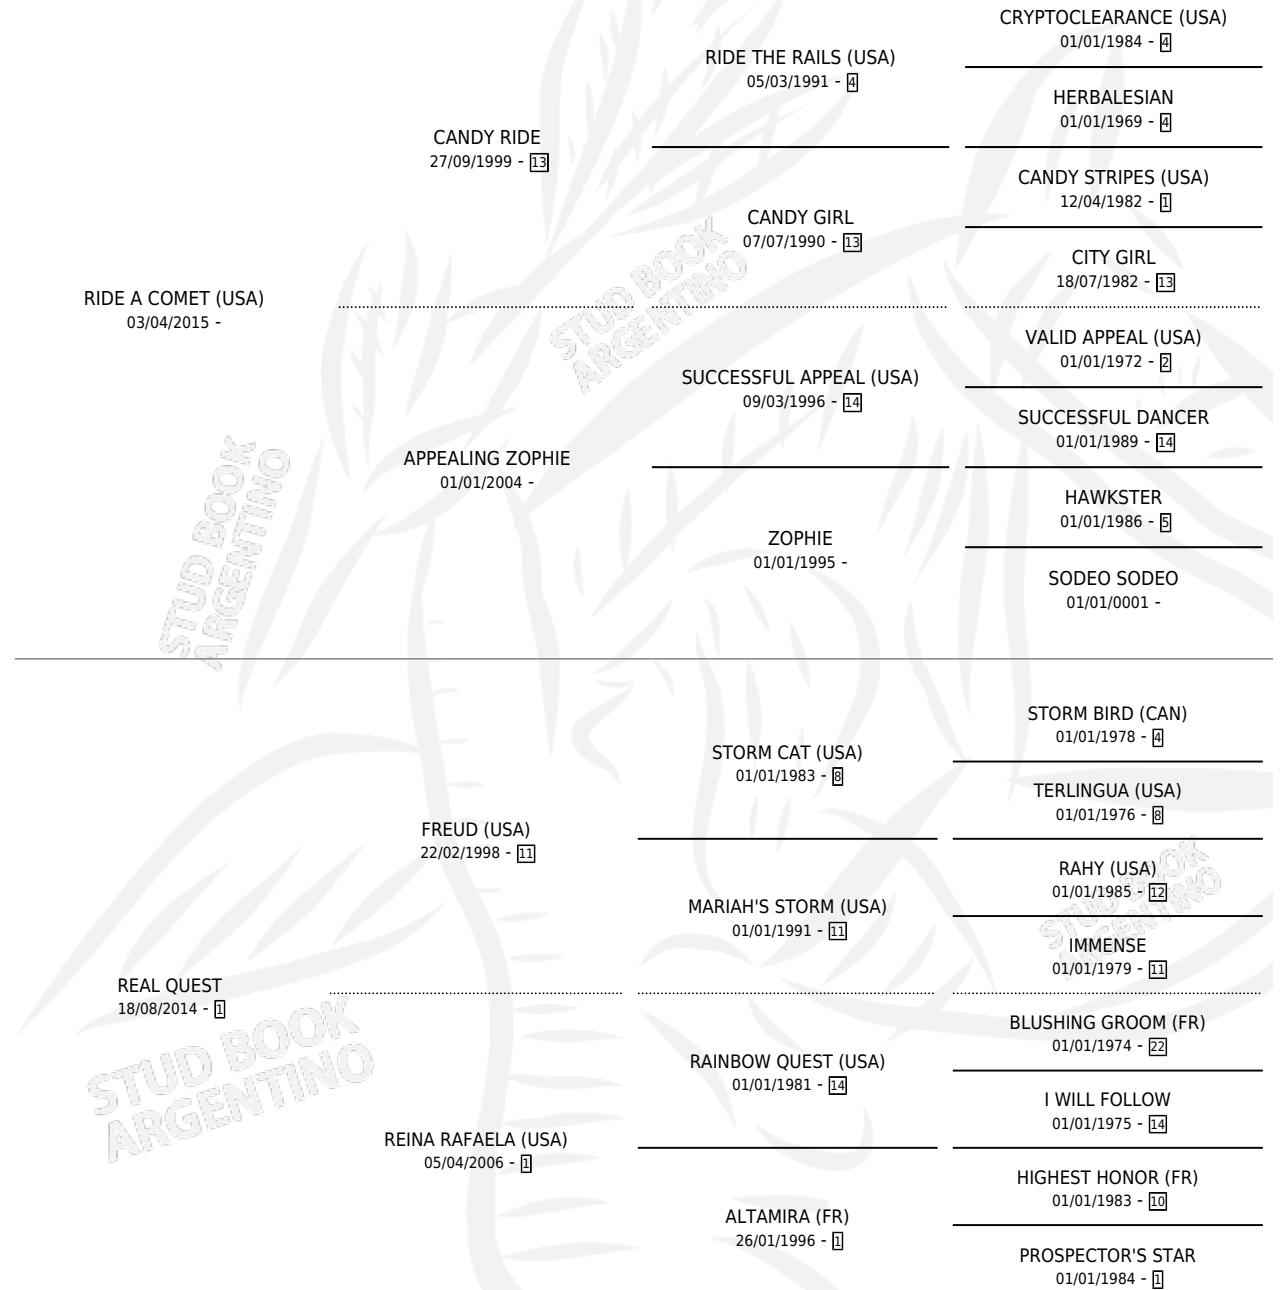 CRYPTOCLEARANCE (USA)
01/01/1984 - 4
RIDE THE RAILS (USA)
05/03/1991 - 4
HERBALESIAN
01/01/1969 - 4
CANDY RIDE
27/09/1999 - 13
CANDY STRIPES (USA)
12/04/1982 - 1
CANDY GIRL
07/07/1990 - 13
CITY GIRL
18/07/1982 - 13
RIDE A COMET (USA)
03/04/2015 -
VALID APPEAL (USA)
01/01/1972 - 2
SUCCESSFUL APPEAL (USA)
09/03/1996 - 14
SUCCESSFUL DANCER
01/01/1989 - 14
APPEALING ZOPHIE
01/01/2004 -
HAWKSTER
01/01/1986 - 5
ZOPHIE
01/01/1995 -
SODEO SODEO
01/01/0001 -
STORM BIRD (CAN)
01/01/1978 - 4
STORM CAT (USA)
01/01/1983 - 8
TERLINGUA (USA)
01/01/1976 - 8
FREUD (USA)
22/02/1998 - 11
RAHY (USA)
01/01/1985 - 12
MARIAH'S STORM (USA)
01/01/1991 - 11
IMMENSE
01/01/1979 - 11
REAL QUEST
18/08/2014 - 1
BLUSHING GROOM (FR)
01/01/1974 - 22
RAINBOW QUEST (USA)
01/01/1981 - 14
I WILL FOLLOW
01/01/1975 - 14
REINA RAFAELA (USA)
05/04/2006 - 1
HIGHEST HONOR (FR)
01/01/1983 - 10
ALTAMIRA (FR)
26/01/1996 - 1
PROSPECTOR'S STAR
01/01/1984 - 1
STUD BOOK
ARGENTINO
STUD BOOK
ARGENTINO
STUD BOOK
ARGENTINO
STUD BOOK
ARGENTINO